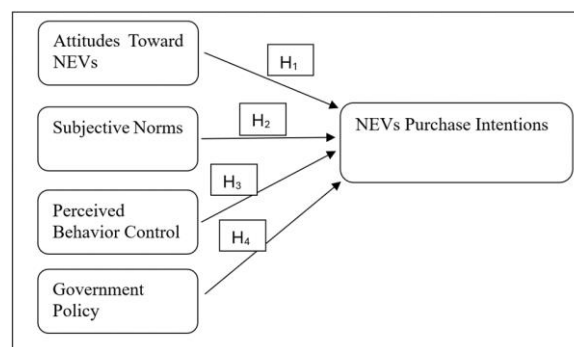 Attitudes Toward
NEVs
H₁
Subjective Norms
H₂
NEVs Purchase Intentions
H₃
Perceived
Behavior Control
H₄
Government
Policy